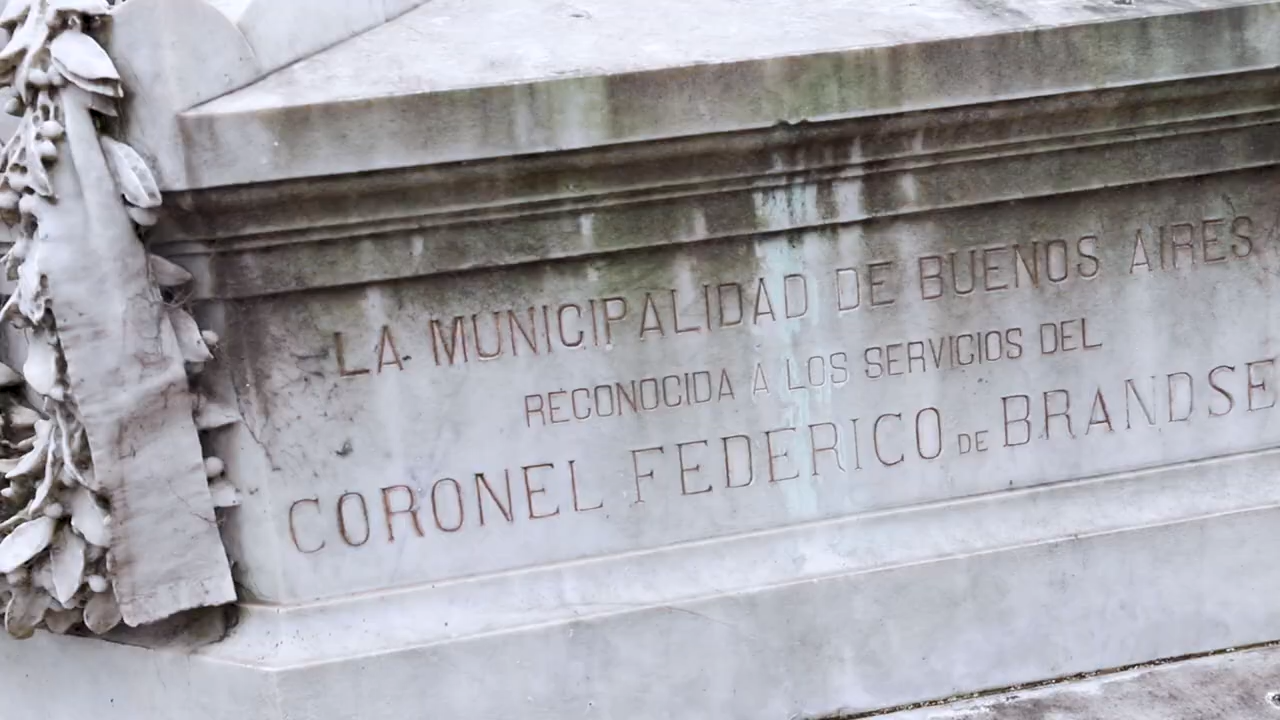 LA MUNICIPALIDAD DE BUENOS AIRES
RECONOCIDA A LOS SERVICIOS DEL
CORONEL FEDERICO DE BRANDSE